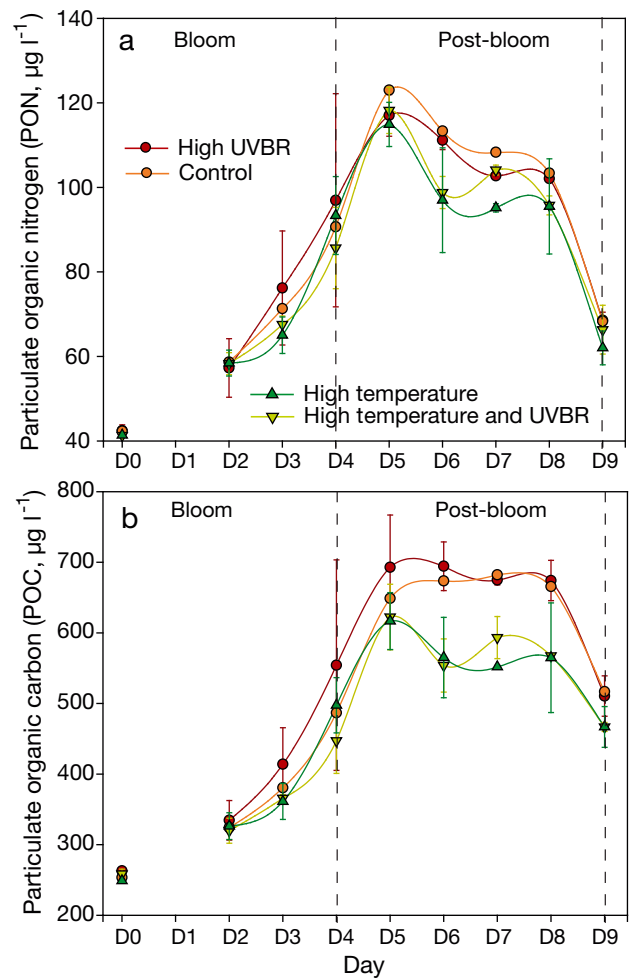 140
120
100
80
60
40
Particulate organic nitrogen (PON, µg l⁻¹)
a
Bloom
Post-bloom
High UVBR
Control
High temperature
High temperature and UVBR
D0 D1 D2 D3 D4 D5 D6 D7 D8 D9
800
700
600
500
400
300
200
Particulate organic carbon (POC, µg l⁻¹)
b
Bloom
Post-bloom
D0 D1 D2 D3 D4 D5 D6 D7 D8 D9
Day